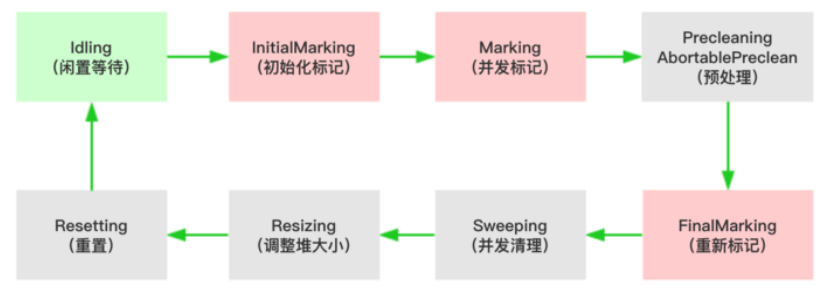 Idling
（闲置等待）
InitialMarking
（初始化标记）
Marking
（并发标记）
Precleaning
AbortablePreclean
（预处理）
Resetting
（重置）
Resizing
（调整堆大小）
Sweeping
（并发清理）
FinalMarking
（重新标记）